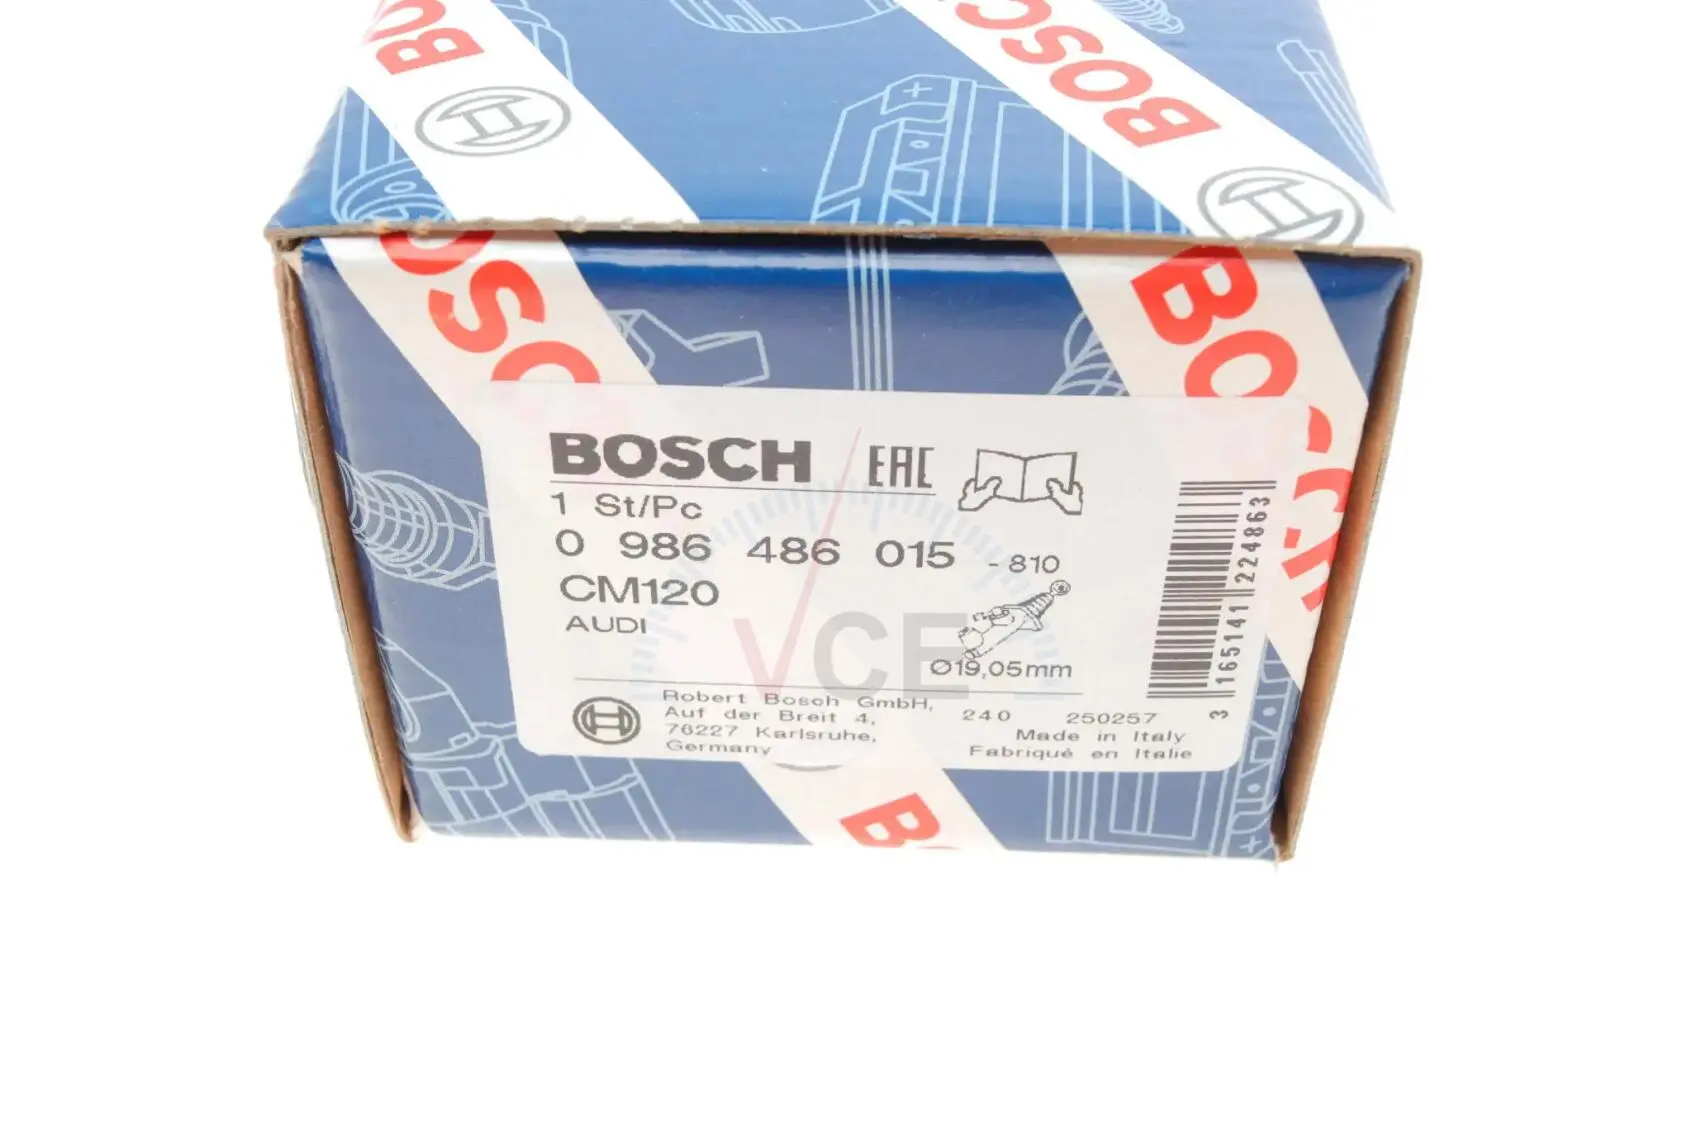 BOSCH
BOSCH
BOSCH
BOSCH
BOSCH EAC
1 St/Pc
0 986 486 015 - 810
CM120
AUDI
VCE
Ø19,05mm
Robert Bosch GmbH,
Auf der Breit 4,
76227 Karlsruhe,
Germany
240 250257
Made in Italy
Fabriqué en Italie
3 165141 224863